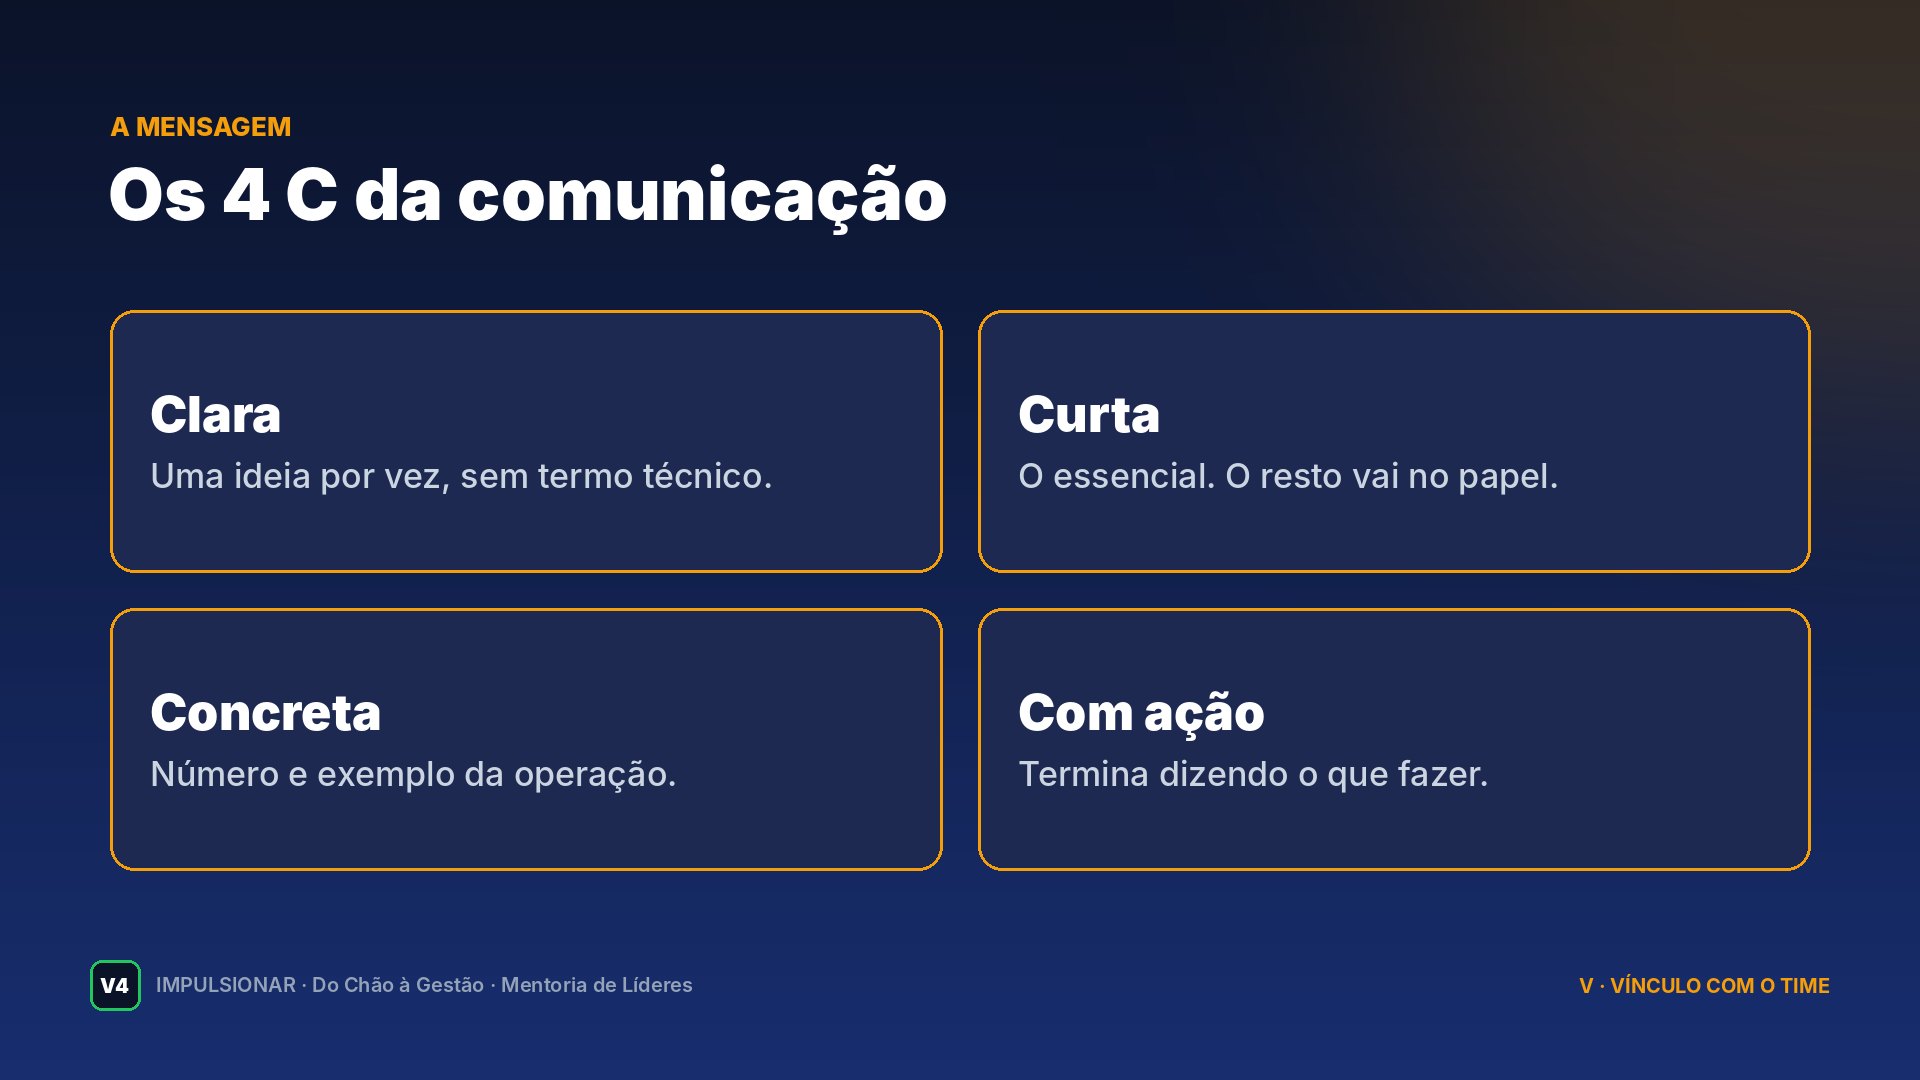 A MENSAGEM
Os 4 C da comunicação
Clara
Uma ideia por vez, sem termo técnico.
Curta
O essencial. O resto vai no papel.
Concreta
Número e exemplo da operação.
Com ação
Termina dizendo o que fazer.
V4
IMPULSIONAR · Do Chão à Gestão · Mentoria de Líderes
V · VÍNCULO COM O TIME